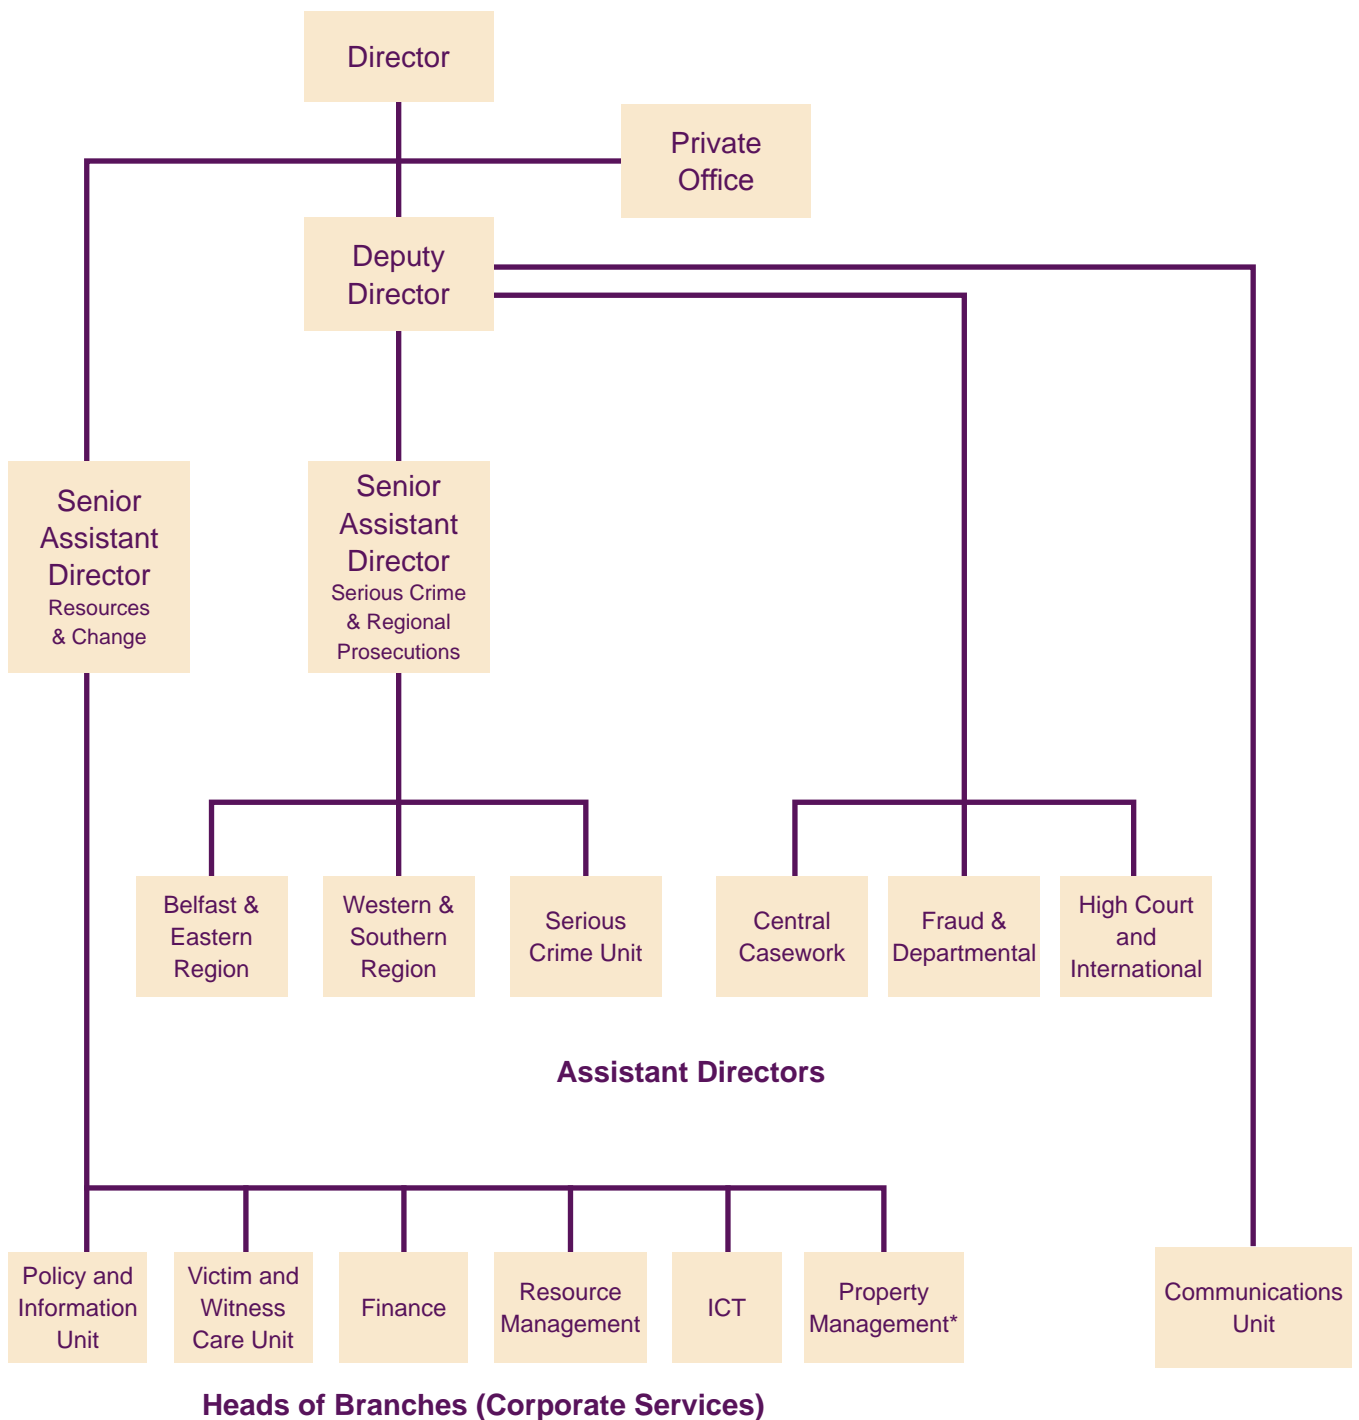 Director
Private
Office
Deputy
Director
Senior
Assistant
Director
Resources
& Change
Senior
Assistant
Director
Serious Crime
& Regional
Prosecutions
Belfast &
Eastern
Region
Western &
Southern
Region
Serious
Crime Unit
Central
Casework
Fraud &
Departmental
High Court
and
International
Assistant Directors
Policy and
Information
Unit
Victim and
Witness
Care Unit
Finance
Resource
Management
ICT
Property
Management*
Communications
Unit
Heads of Branches (Corporate Services)